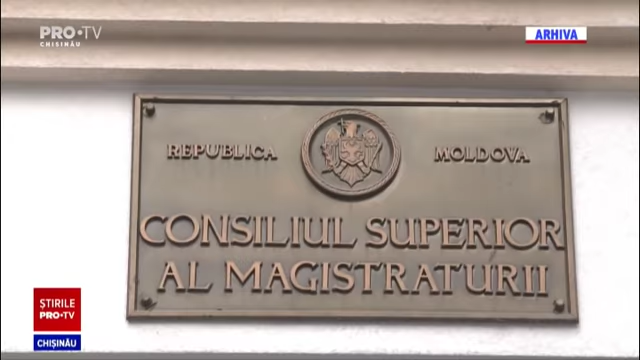 PRO•TV
CHIȘINĂU
ARHIVA
REPUBLICA MOLDOVA
CONSILIUL SUPERIOR
AL MAGISTRATURII
ȘTIRILE
PRO•TV
CHIȘINĂU